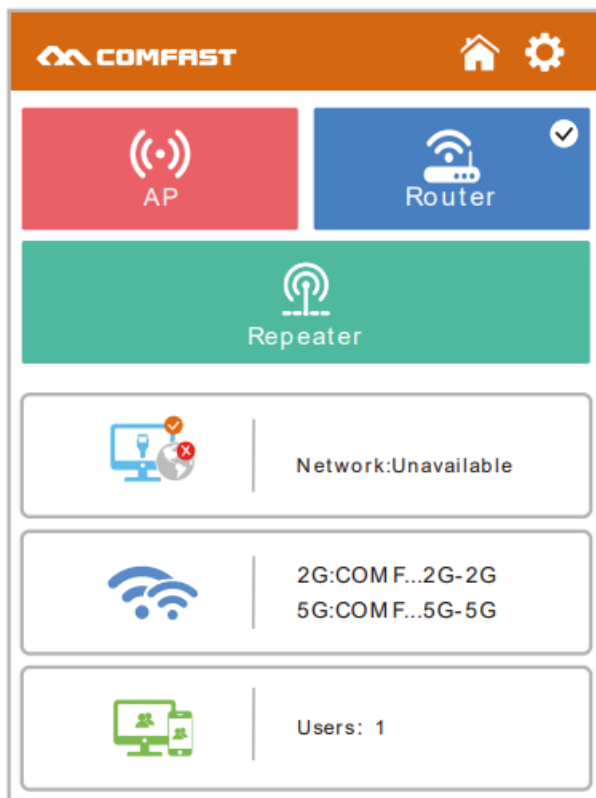 COMFAST
AP
Router
Repeater
Network:Unavailable
2G:COMF...2G-2G
5G:COMF...5G-5G
Users: 1